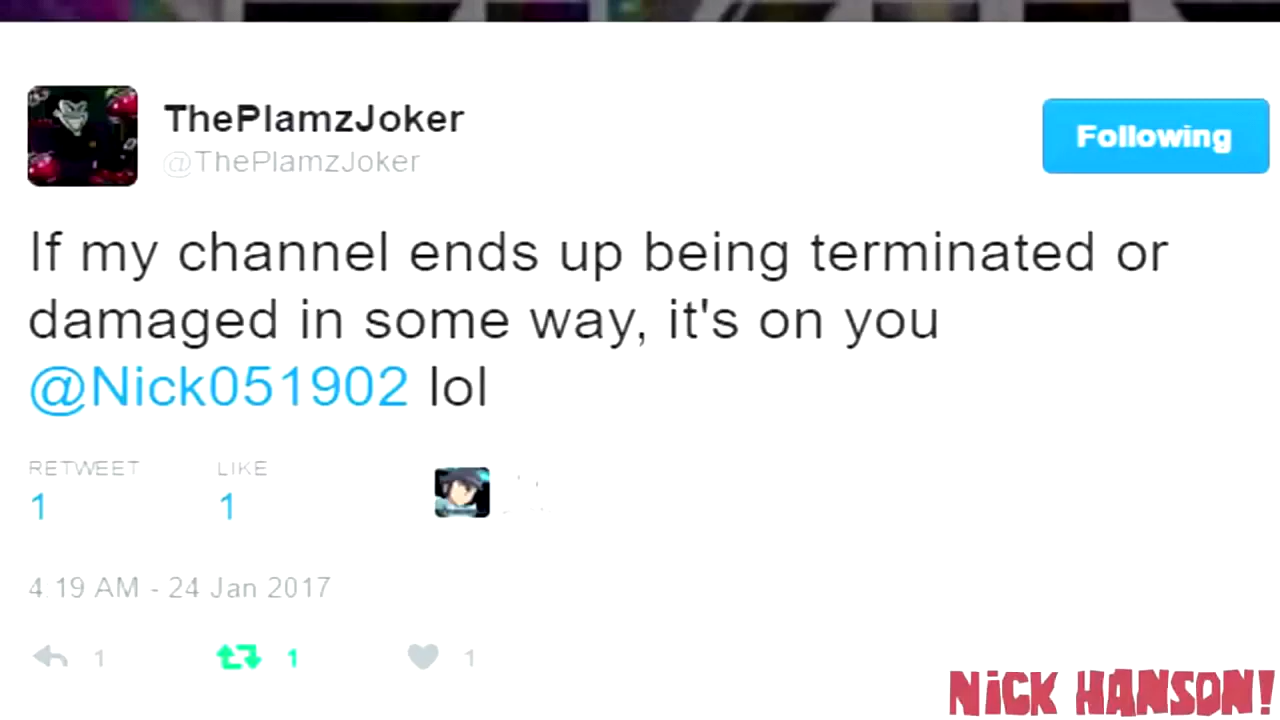 ThePlamzJoker
@ThePlamzJoker
Following
If my channel ends up being terminated or
damaged in some way, it's on you
@Nick051902 lol
RETWEET LIKE
1 1
4:19 AM - 24 Jan 2017
1 1 1
NiCK HANSON!